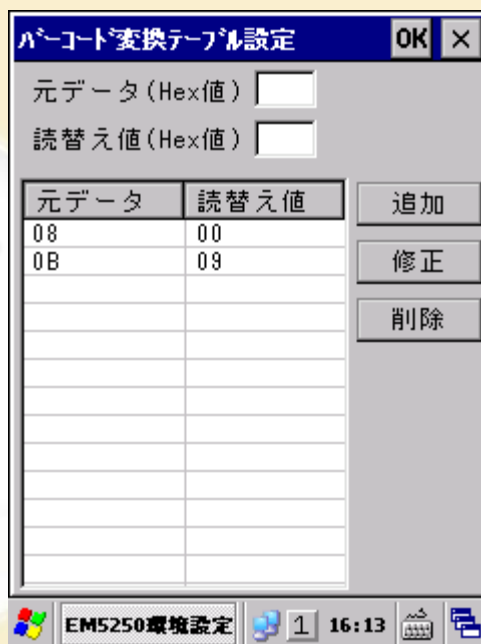 ﾊﾞｰｺｰﾄﾞ変換ﾃｰﾌﾞﾙ設定 OK ×
元データ(Hex値)
読替え値(Hex値)
元データ 読替え値 追加
08 00
0B 09 修正
削除
EM5250環境設定 1 16:13